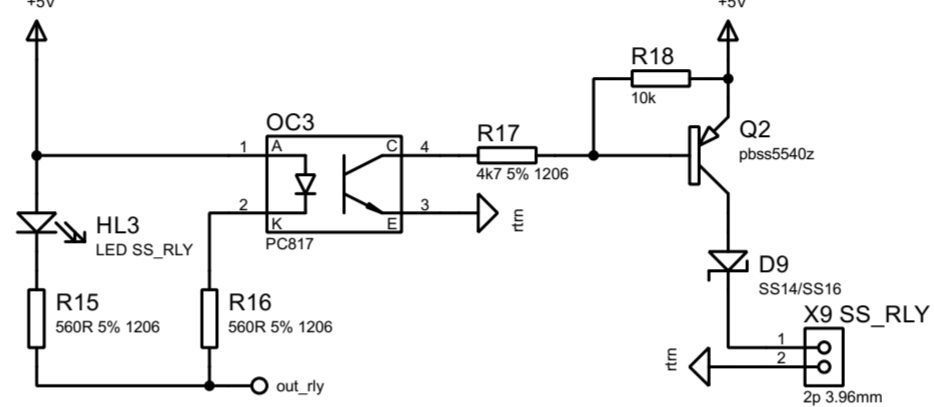 +5V
+5V
R18
10k
OC3
Q2
pbss5540z
R17
4k7 5% 1206
1
A
C
4
2
K
E
3
rtn
PC817
HL3
LED SS_RLY
D9
SS14/SS16
R15
560R 5% 1206
R16
560R 5% 1206
X9 SS_RLY
1
2
rtn
2p 3.96mm
out_rly